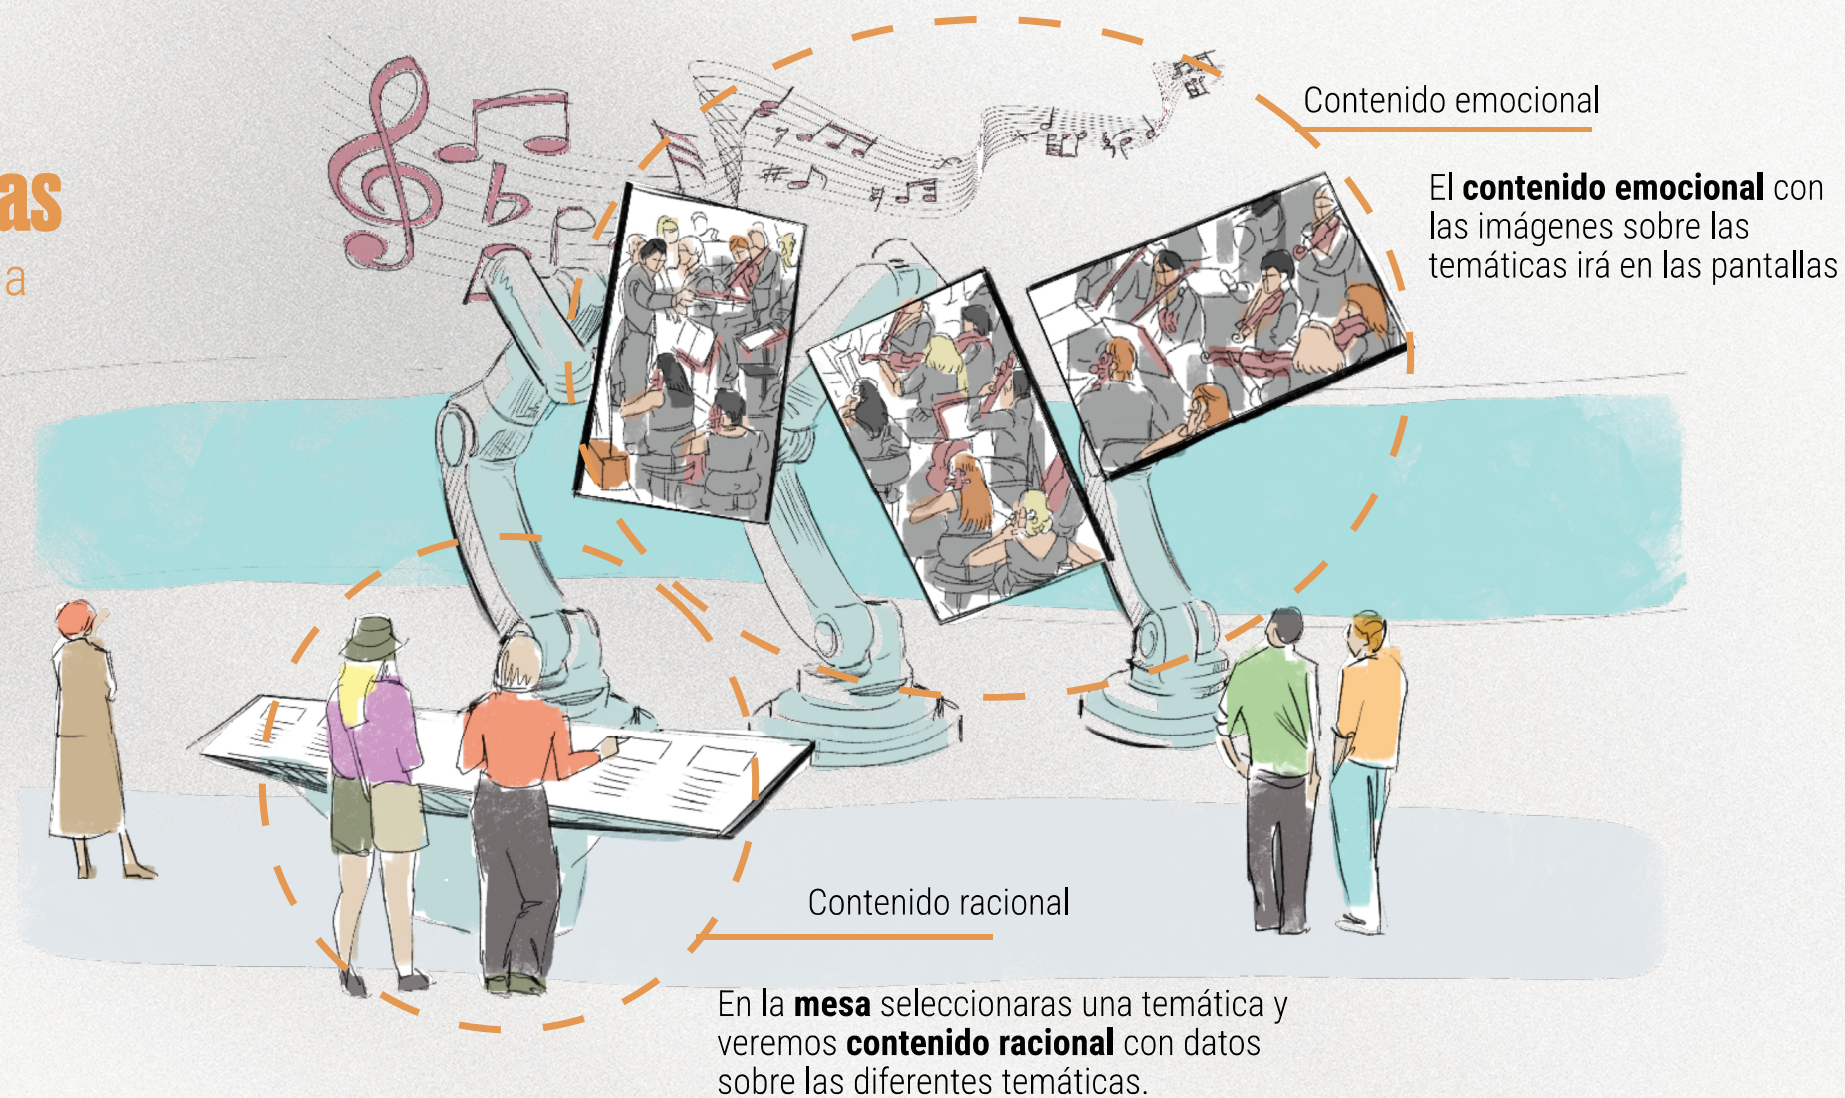 as
a
Contenido emocional
El contenido emocional con
las imágenes sobre las
temáticas irá en las pantallas
Contenido racional
En la mesa seleccionaras una temática y
veremos contenido racional con datos
sobre las diferentes temáticas.